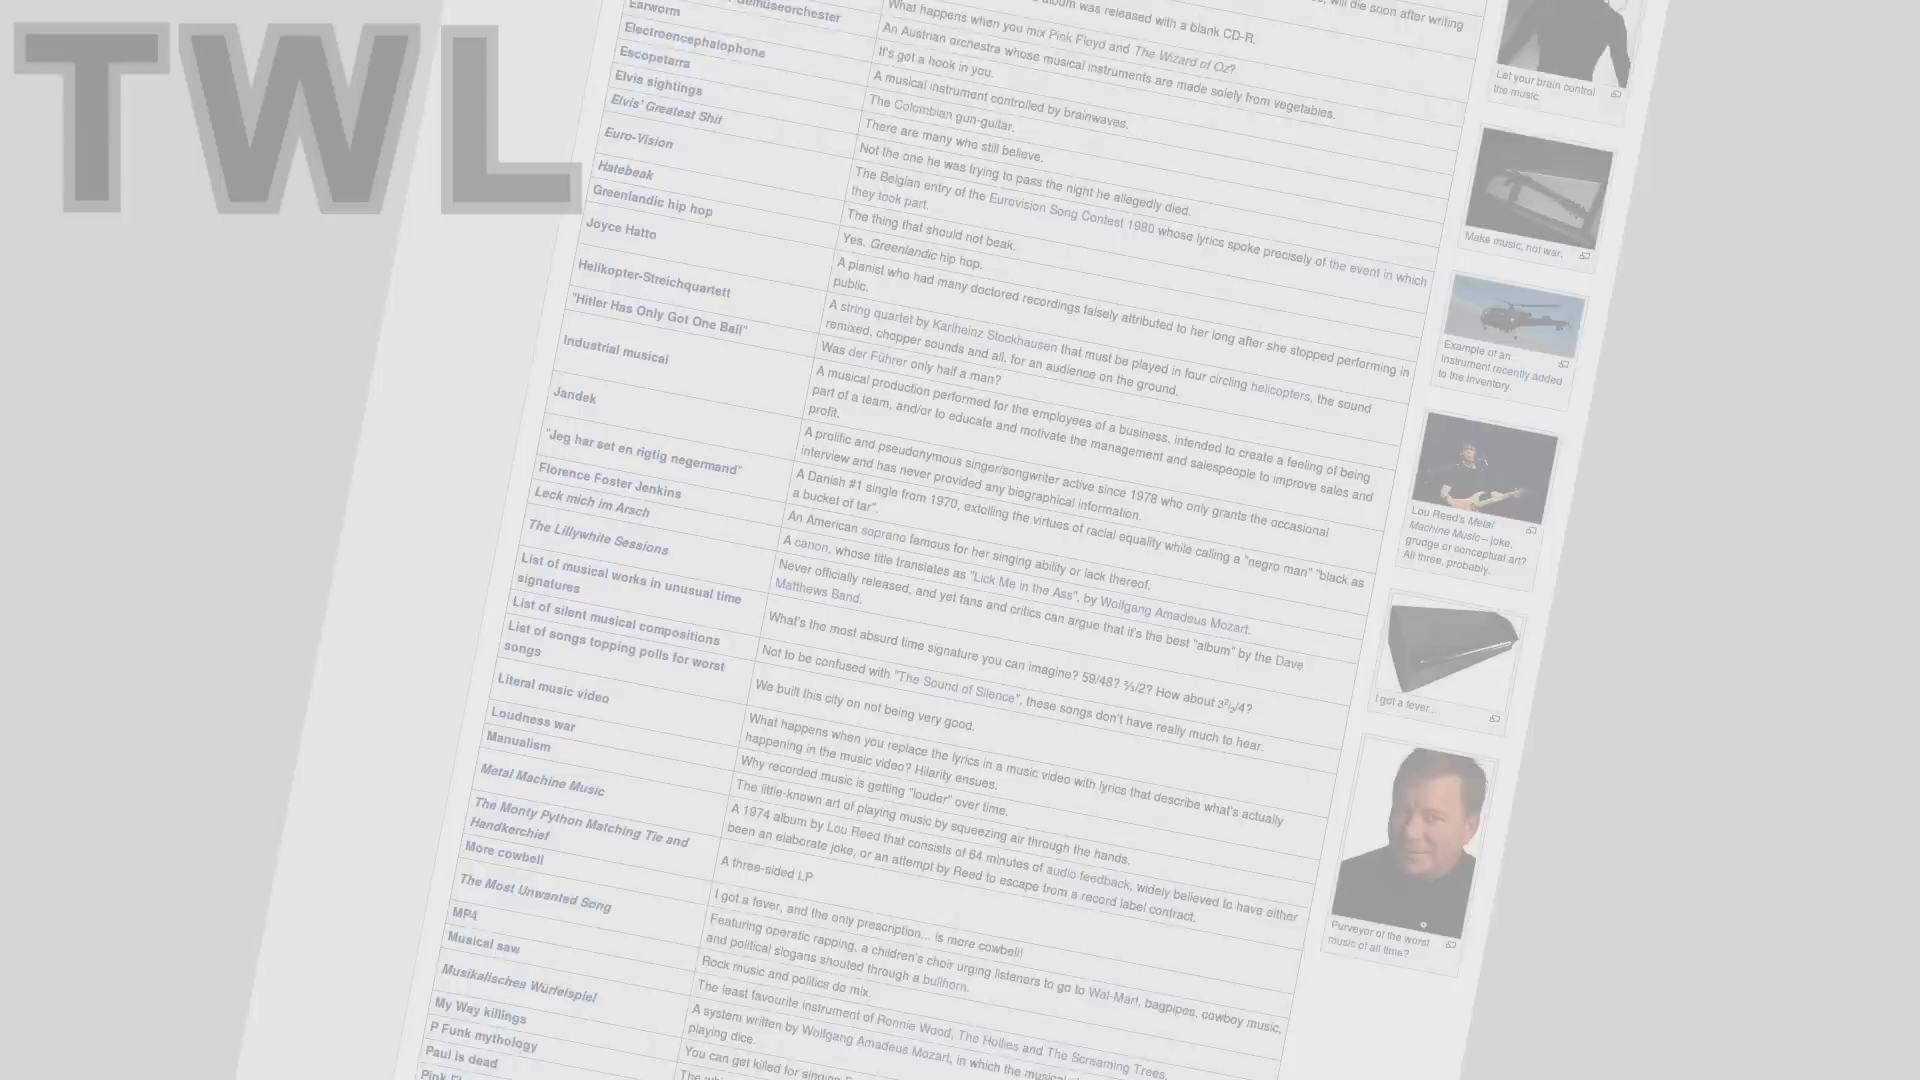 TWL
album was released with a blank CD-R.
will die soon after writing
Earworm
What happens when you mix Pink Floyd and The Wizard of Oz?
An Austrian orchestra whose musical instruments are made solely from vegetables.
Electroencephalophone
It's got a hook in you.
Escopetarra
A musical instrument controlled by brainwaves.
Elvis sightings
The Colombian gun-guitar.
Elvis' Greatest Shit
There are many who still believe.
Euro-Vision
Not the one he was trying to pass the night he allegedly died.
The Belgian entry of the Eurovision Song Contest 1980 whose lyrics spoke precisely of the event in which
they took part.
Hatebeak
The thing that should not beak.
Greenlandic hip hop
Yes. Greenlandic hip hop.
Joyce Hatto
A pianist who had many doctored recordings falsely attributed to her long after she stopped performing in
public.
Helikopter-Streichquartett
A string quartet by Karlheinz Stockhausen that must be played in four circling helicopters, the sound
remixed, chopper sounds and all, for an audience on the ground.
"Hitler Has Only Got One Ball"
Was der Führer only half a man?
Industrial musical
A musical production performed for the employees of a business, intended to create a feeling of being
part of a team, and/or to educate and motivate the management and salespeople to improve sales and
profit.
Jandek
A prolific and pseudonymous singer/songwriter active since 1978 who only grants the occasional
interview and has never provided any biographical information.
"Jeg har set en rigtig negermand"
A Danish #1 single from 1970, extolling the virtues of racial equality while calling a "negro man" "black as
a bucket of tar".
Florence Foster Jenkins
An American soprano famous for her singing ability or lack thereof.
Leck mich im Arsch
A canon, whose title translates as "Lick Me in the Ass", by Wolfgang Amadeus Mozart.
The Lillywhite Sessions
Never officially released, and yet fans and critics can argue that it's the best "album" by the Dave
Matthews Band.
List of musical works in unusual time
signatures
What's the most absurd time signature you can imagine? 59/48? ⅔/2? How about 3½/4?
List of silent musical compositions
Not to be confused with "The Sound of Silence", these songs don't have really much to hear.
List of songs topping polls for worst
songs
We built this city on not being very good.
Literal music video
What happens when you replace the lyrics in a music video with lyrics that describe what's actually
happening in the music video? Hilarity ensues.
Loudness war
Why recorded music is getting "louder" over time.
Manualism
The little-known art of playing music by squeezing air through the hands.
Metal Machine Music
A 1974 album by Lou Reed that consists of 64 minutes of audio feedback, widely believed to have either
been an elaborate joke, or an attempt by Reed to escape from a record label contract.
The Monty Python Matching Tie and
Handkerchief
A three-sided LP
More cowbell
I got a fever, and the only prescription... is more cowbell!
The Most Unwanted Song
Featuring operatic rapping, a children's choir urging listeners to go to Wal-Mart, bagpipes, cowboy music,
and political slogans shouted through a bullhorn.
MP4
Rock music and politics do mix.
Musical saw
The least favourite instrument of Ronnie Wood, The Hollies and The Screaming Trees.
Musikalisches Würfelspiel
A system written by Wolfgang Amadeus Mozart, in which the
playing dice.
My Way killings
You can get killed for
P Funk mythology
Paul is dead
Let your brain control
the music.
Make music, not war.
Example of an
instrument recently added
to the inventory.
Lou Reed's Metal
Machine Music – joke,
grudge or conceptual art?
All three, probably.
I got a fever...
Purveyor of the worst
music of all time?